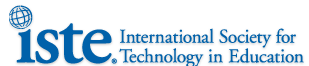 iste® International Society for
Technology in Education